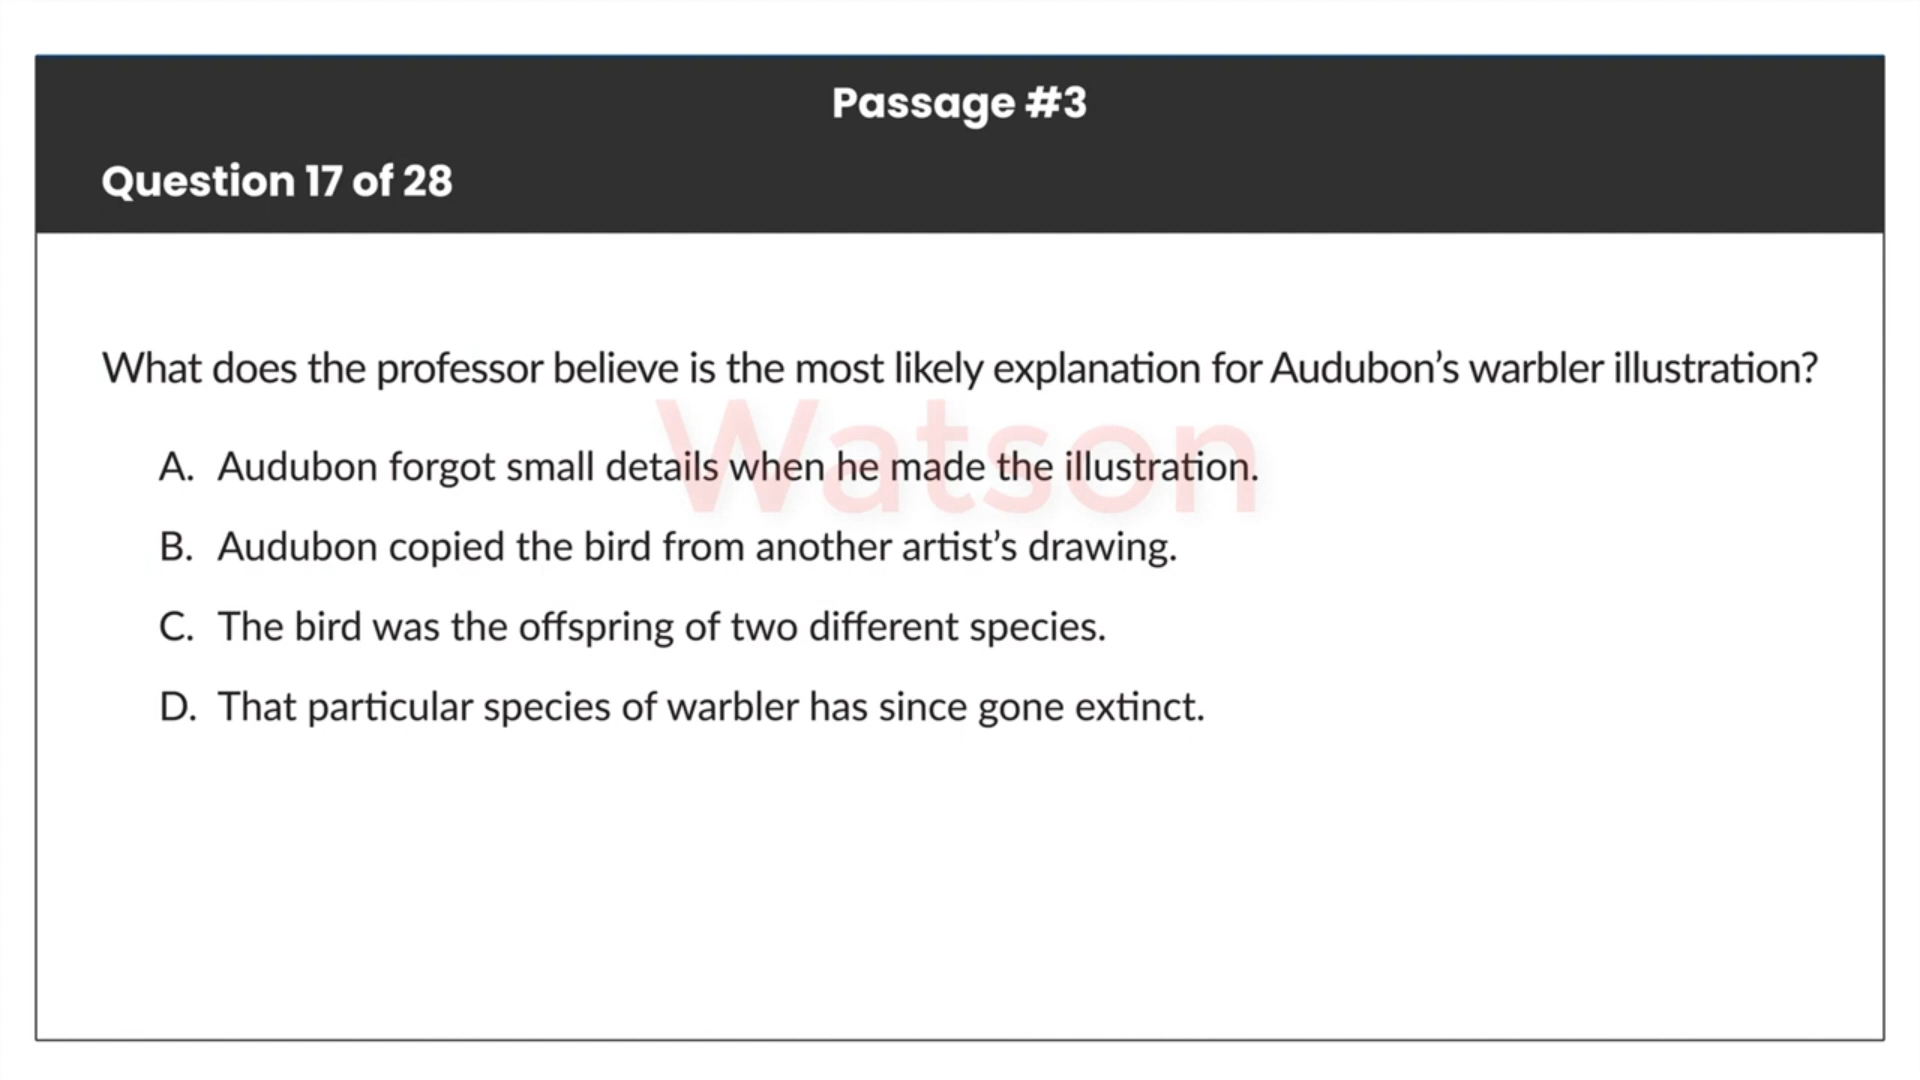 Passage #3
Question 17 of 28
What does the professor believe is the most likely explanation for Audubon’s warbler illustration?
Watson
A. Audubon forgot small details when he made the illustration.
B. Audubon copied the bird from another artist’s drawing.
C. The bird was the offspring of two different species.
D. That particular species of warbler has since gone extinct.